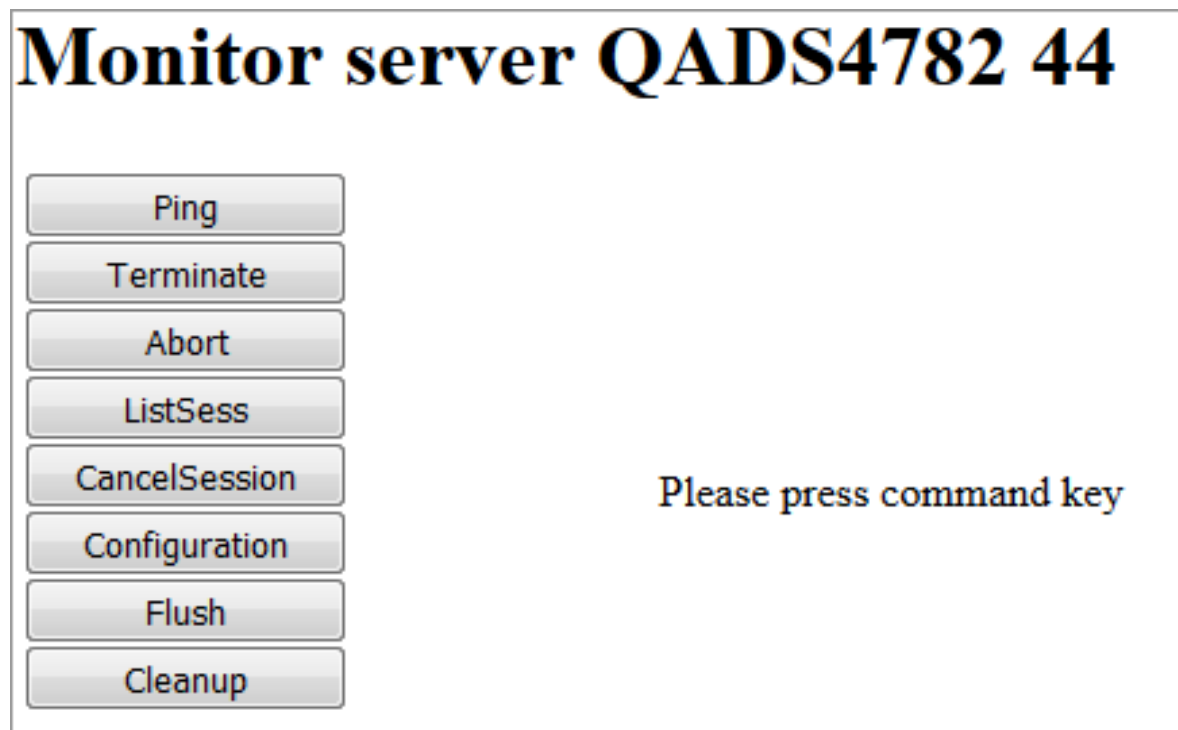 Monitor server QADS4782 44
Ping
Terminate
Abort
ListSess
CancelSession
Please press command key
Configuration
Flush
Cleanup